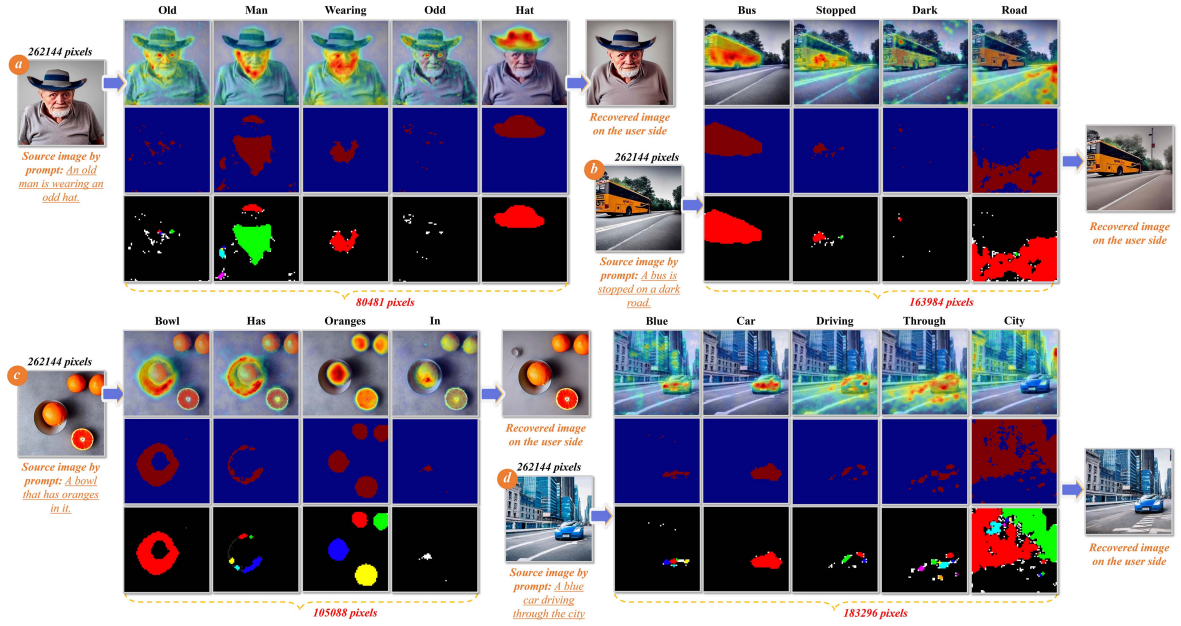 Old Man Wearing Odd Hat
262144 pixels
a
Source image by
prompt: An old
man is wearing an
odd hat.
Recovered image
on the user side
80481 pixels
Bus Stopped Dark Road
262144 pixels
b
Source image by
prompt: A bus is
stopped on a dark
road.
Recovered image
on the user side
163984 pixels
Bowl Has Oranges In
262144 pixels
c
Source image by
prompt: A bowl
that has oranges
in it.
Recovered image
on the user side
105088 pixels
Blue Car Driving Through City
262144 pixels
d
Source image by
prompt: A blue
car driving
through the city
Recovered image
on the user side
183296 pixels